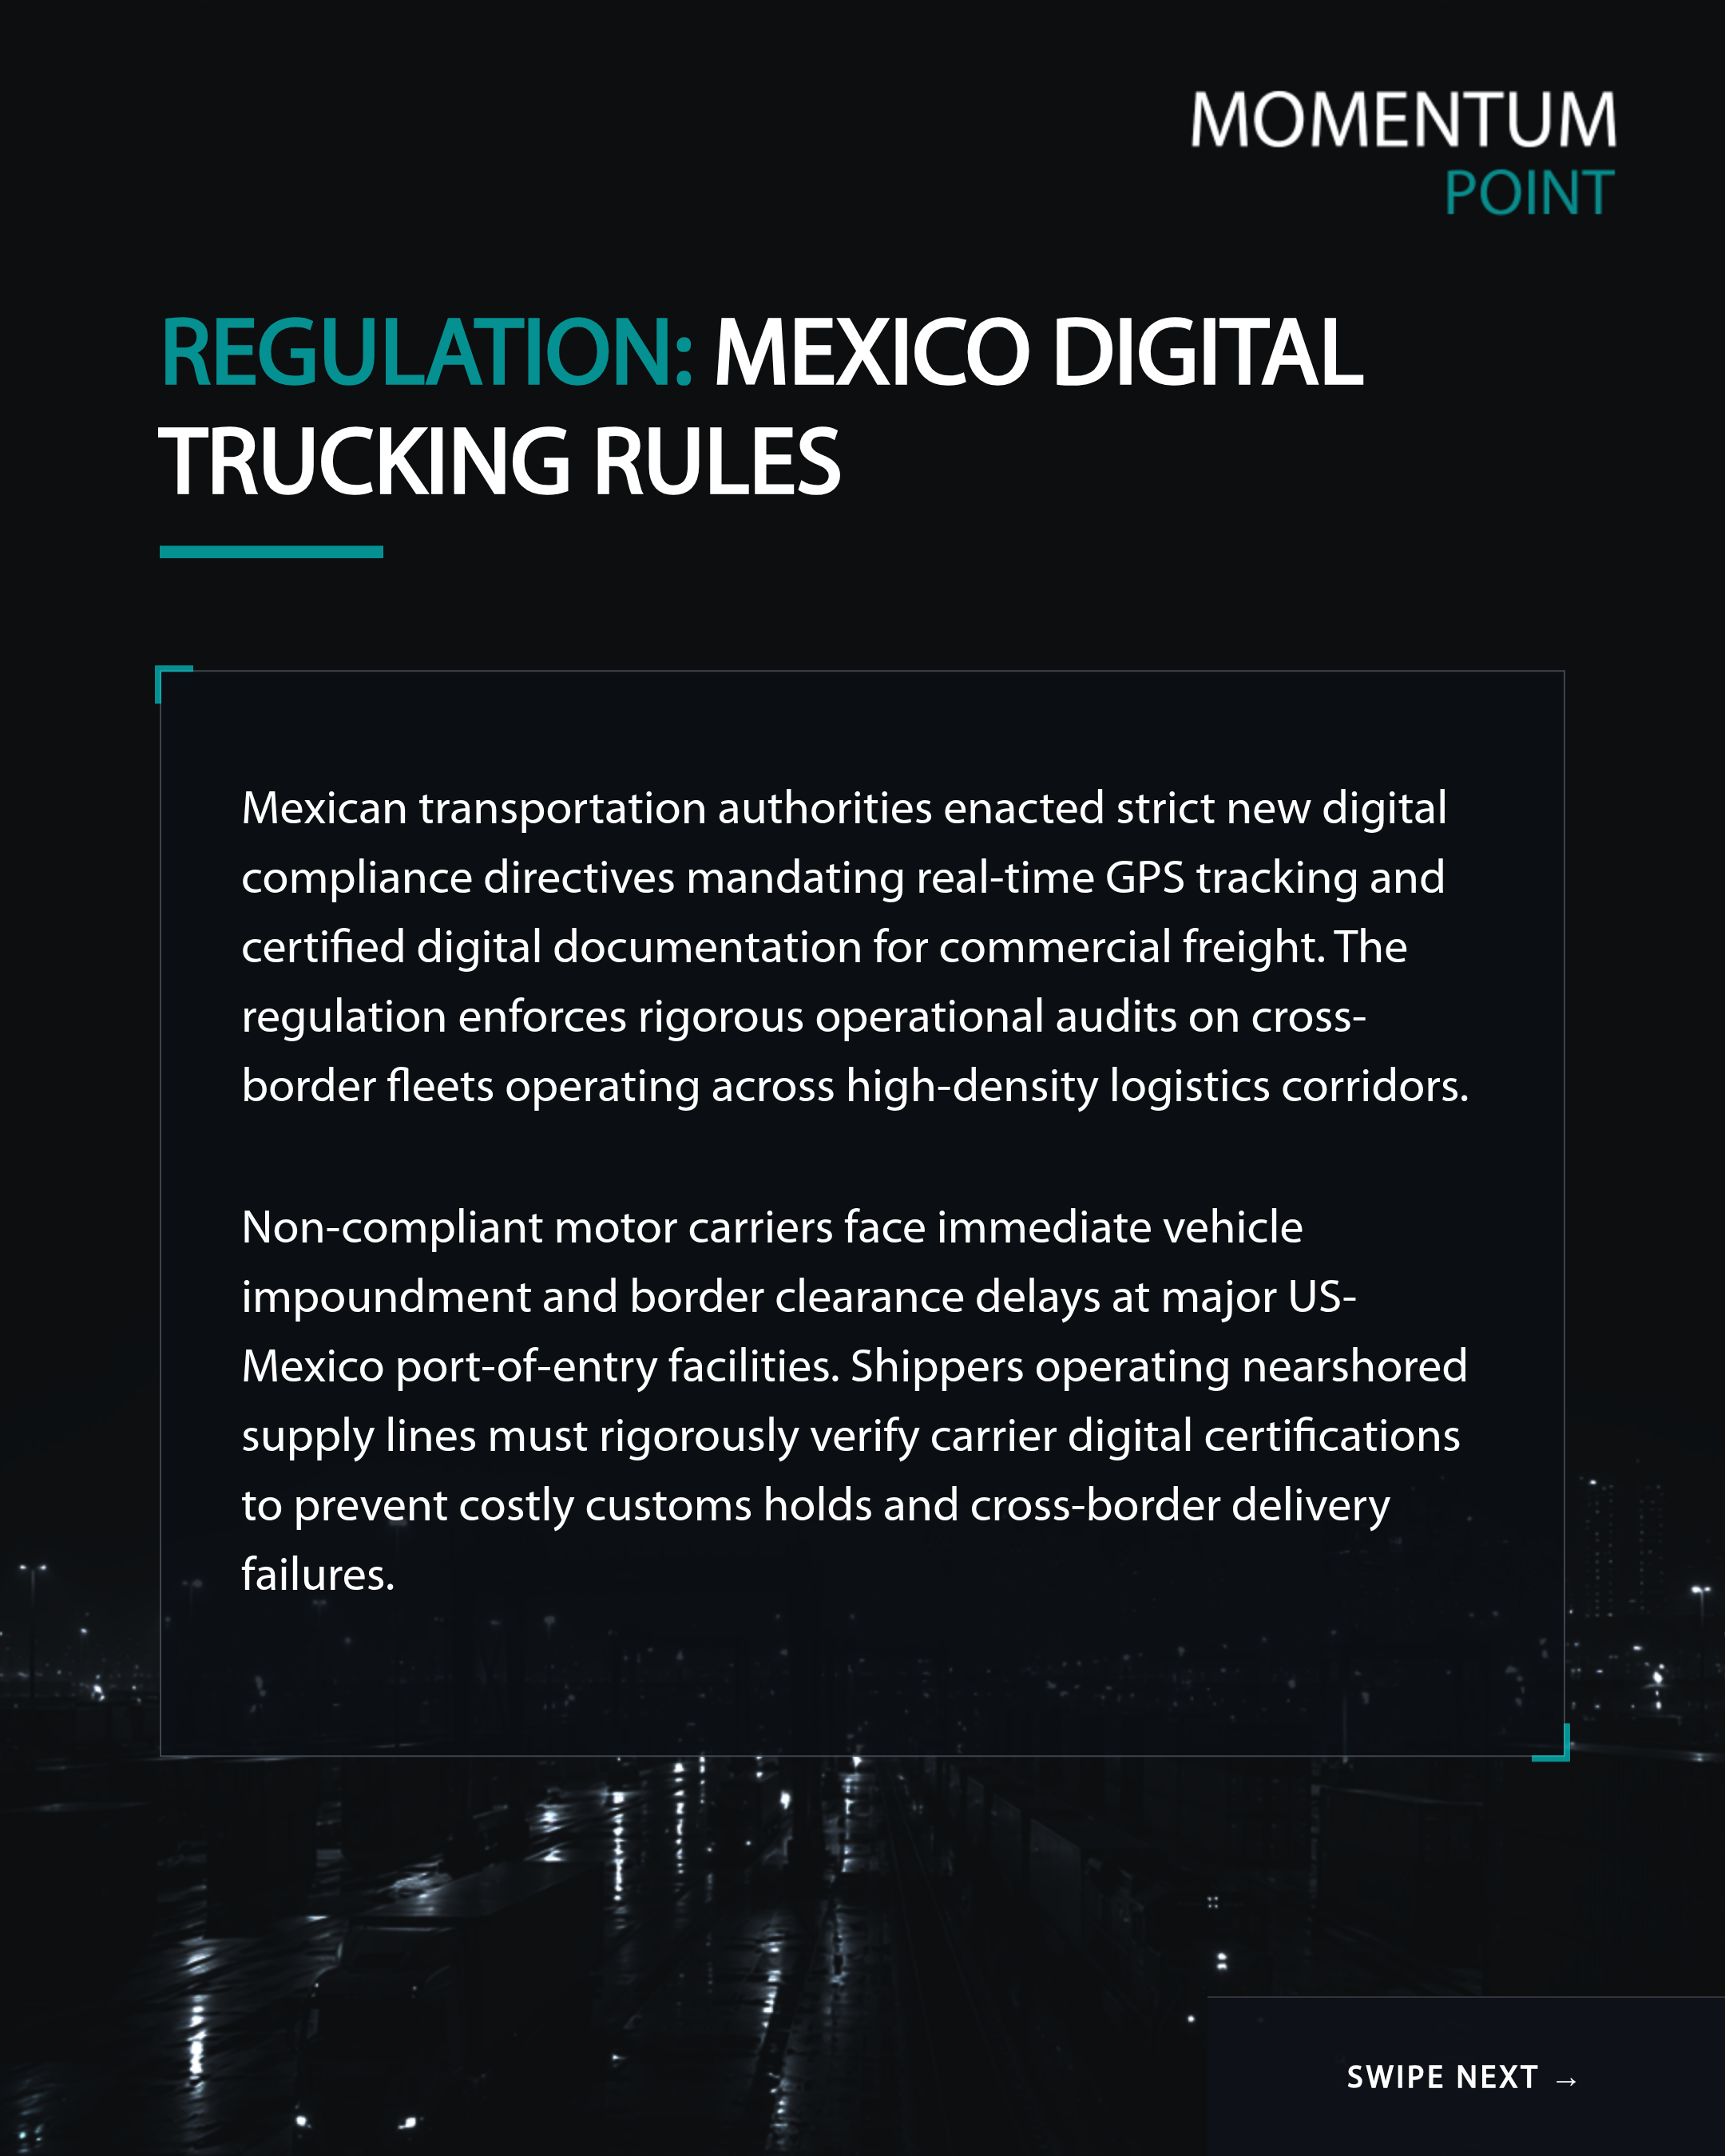 MOMENTUM
POINT
REGULATION: MEXICO DIGITAL
TRUCKING RULES
Mexican transportation authorities enacted strict new digital
compliance directives mandating real-time GPS tracking and
certified digital documentation for commercial freight. The
regulation enforces rigorous operational audits on cross-
border fleets operating across high-density logistics corridors.
Non-compliant motor carriers face immediate vehicle
impoundment and border clearance delays at major US-
Mexico port-of-entry facilities. Shippers operating nearshored
supply lines must rigorously verify carrier digital certifications
to prevent costly customs holds and cross-border delivery
failures.
SWIPE NEXT →